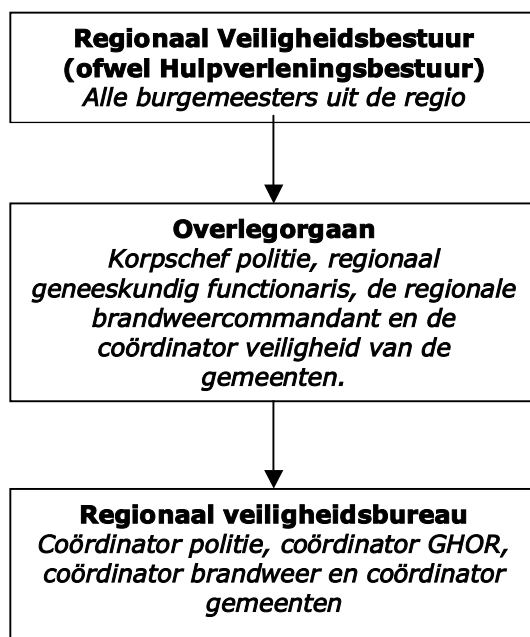 Regionaal Veiligheidsbestuur
(ofwel Hulpverleningsbestuur)
Alle burgemeesters uit de regio
Overlegorgaan
Korpschef politie, regionaal
geneeskundig functionaris, de regionale
brandweercommandant en de
coördinator veiligheid van de
gemeenten.
Regionaal veiligheidsbureau
Coördinator politie, coördinator GHOR,
coördinator brandweer en coördinator
gemeenten